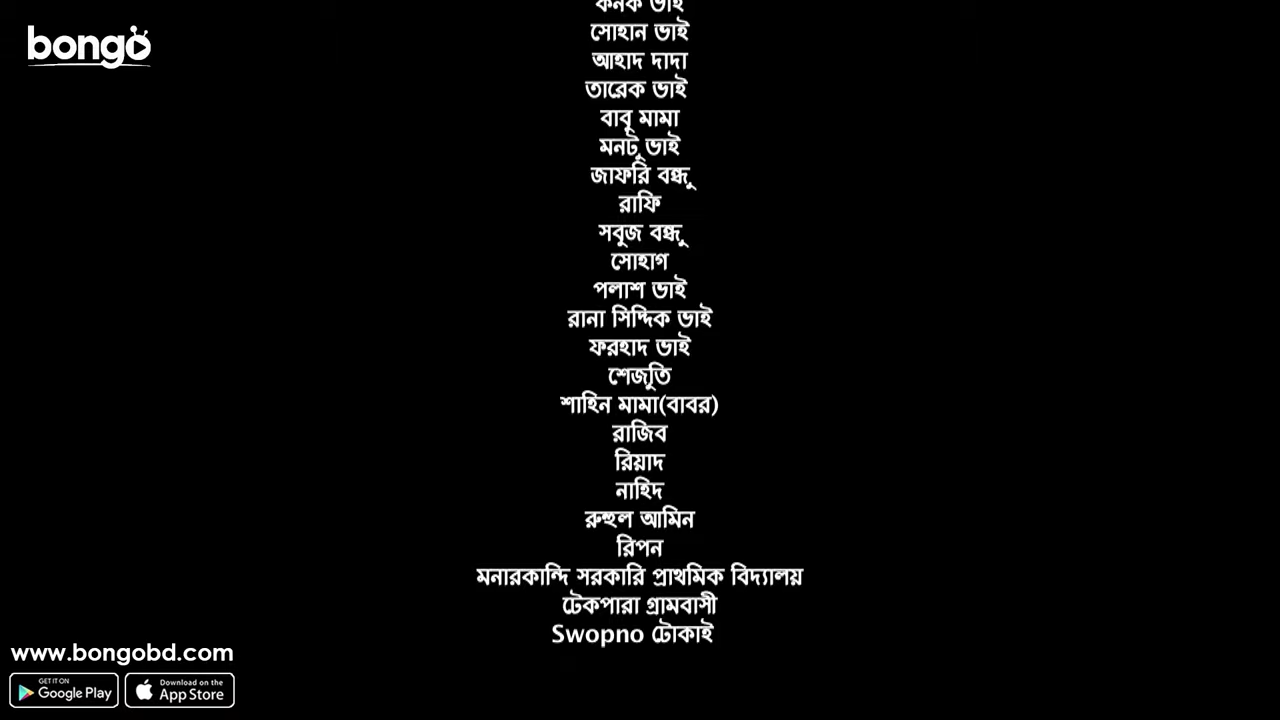 bongo
কনক ভাই
সোহান ভাই
আহাদ দাদা
তারেক ভাই
বাবু মামা
মনটু ভাই
জাফরি বন্ধু
রাফি
সবুজ বন্ধু
সোহাগ
পলাশ ভাই
রানা সিদ্দিক ভাই
ফরহাদ ভাই
শেজুতি
শাহিন মামা(বাবর)
রাজিব
রিয়াদ
নাহিদ
রুহুল আমিন
রিপন
মনারকান্দি সরকারি প্রাথমিক বিদ্যালয়
টেকপারা গ্রামবাসী
Swopno টোকাই
www.bongobd.com
GET IT ON
Google Play
Download on the
App Store